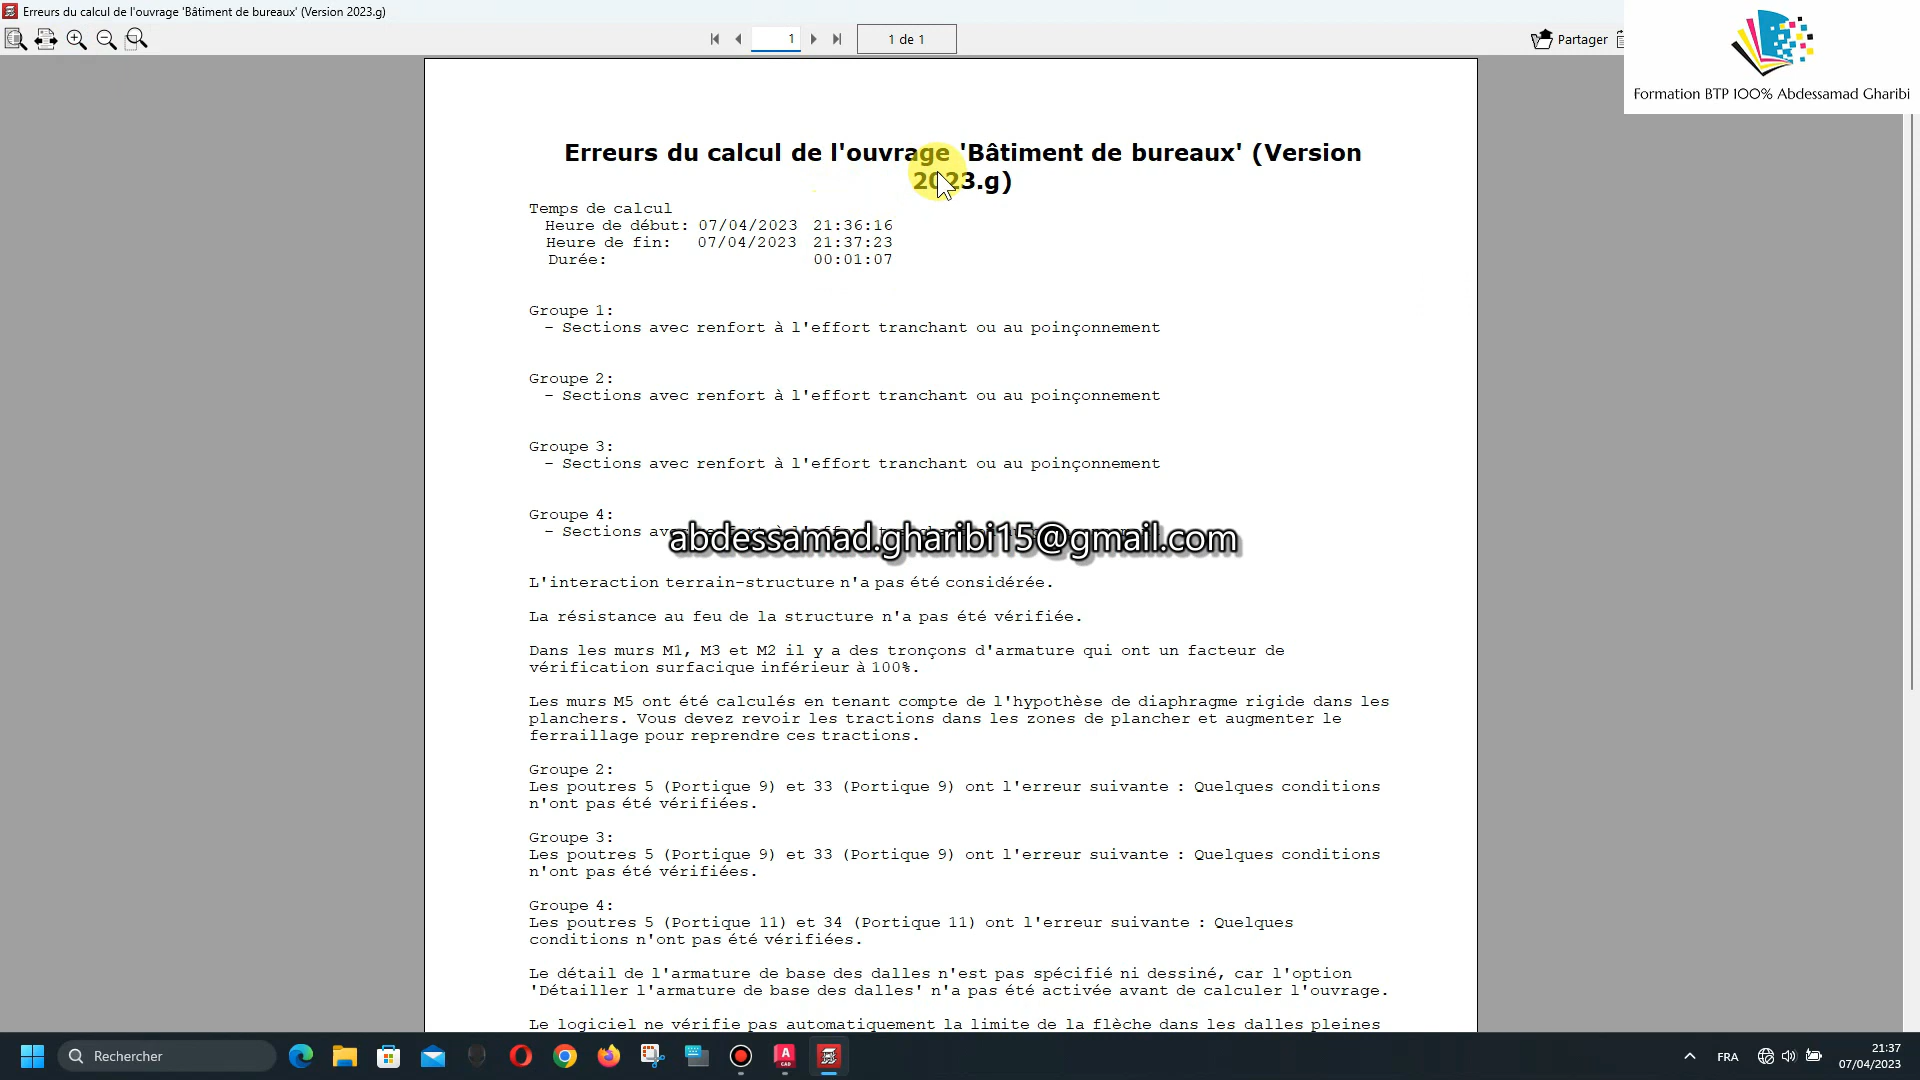 Erreurs du calcul de l'ouvrage 'Bâtiment de bureaux' (Version 2023.g)
1
1 de 1
Partager
Formation BTP 100% Abdessamad Gharibi
Erreurs du calcul de l'ouvrage 'Bâtiment de bureaux' (Version
2023.g)
Temps de calcul
Heure de début: 07/04/2023 21:36:16
Heure de fin: 07/04/2023 21:37:23
Durée: 00:01:07
Groupe 1:
- Sections avec renfort à l'effort tranchant ou au poinçonnement
Groupe 2:
- Sections avec renfort à l'effort tranchant ou au poinçonnement
Groupe 3:
- Sections avec renfort à l'effort tranchant ou au poinçonnement
Groupe 4:
- Sections
abdessamad.gharibi15@gmail.com
L'interaction terrain-structure n'a pas été considérée.
La résistance au feu de la structure n'a pas été vérifiée.
Dans les murs M1, M3 et M2 il y a des tronçons d'armature qui ont un facteur de
vérification surfacique inférieur à 100%.
Les murs M5 ont été calculés en tenant compte de l'hypothèse de diaphragme rigide dans les
planchers. Vous devez revoir les tractions dans les zones de plancher et augmenter le
ferraillage pour reprendre ces tractions.
Groupe 2:
Les poutres 5 (Portique 9) et 33 (Portique 9) ont l'erreur suivante : Quelques conditions
n'ont pas été vérifiées.
Groupe 3:
Les poutres 5 (Portique 9) et 33 (Portique 9) ont l'erreur suivante : Quelques conditions
n'ont pas été vérifiées.
Groupe 4:
Les poutres 5 (Portique 11) et 34 (Portique 11) ont l'erreur suivante : Quelques
conditions n'ont pas été vérifiées.
Le détail de l'armature de base des dalles n'est pas spécifié ni dessiné, car l'option
'Détailler l'armature de base des dalles' n'a pas été activée avant de calculer l'ouvrage.
Le logiciel ne vérifie pas automatiquement la limite de la flèche dans les dalles pleines
Rechercher
FRA
21:37
07/04/2023